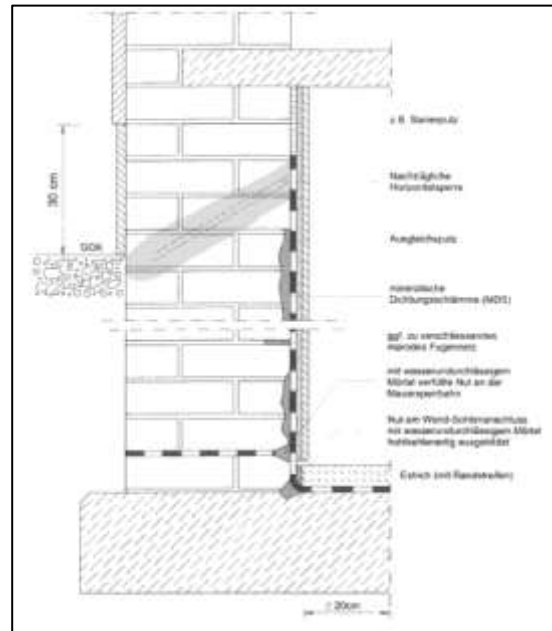 z.B. Sanierputz
Nachträgliche
Horizontalsperre
30 cm
GOK
Ausgleichsputz
mineralische
Dichtungsschlämme (MDS)
ggf. zu verschliessendes
marodes Fugennetz
mit wasserundurchlässigem
Mörtel verfüllte Nut an der
Mauersperrbahn
Nut am Wand-Sohlenanschluss
mit wasserundurchlässigem Mörtel
hohlkehlenartig ausgebildet
Estrich (mit Randstreifen)
20cm